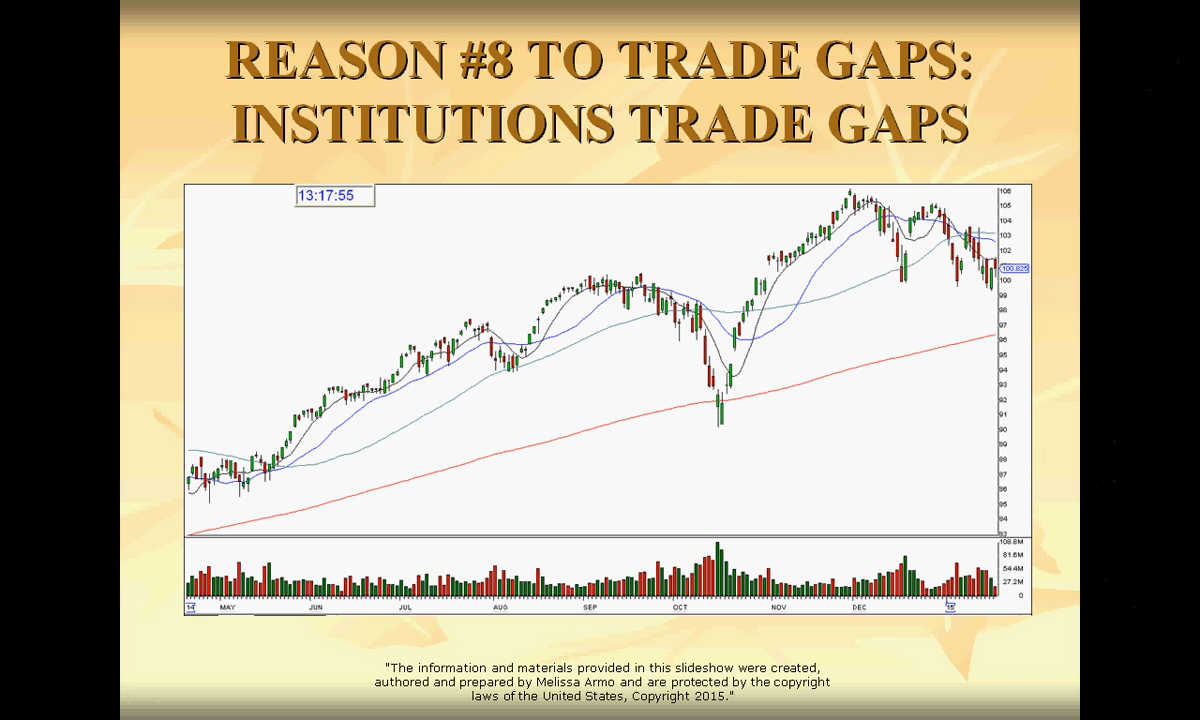 REASON #8 TO TRADE GAPS:
INSTITUTIONS TRADE GAPS
13:17:55
106
105
104
103
102
100.825
100
99
98
97
96
95
94
93
92
91
90
89
88
87
86
85
84
83
108.8M
81.6M
54.4M
27.2M
0
14 MAY JUN JUL AUG SEP OCT NOV DEC 15
"The information and materials provided in this slideshow were created,
authored and prepared by Melissa Armo and are protected by the copyright
laws of the United States, Copyright 2015."